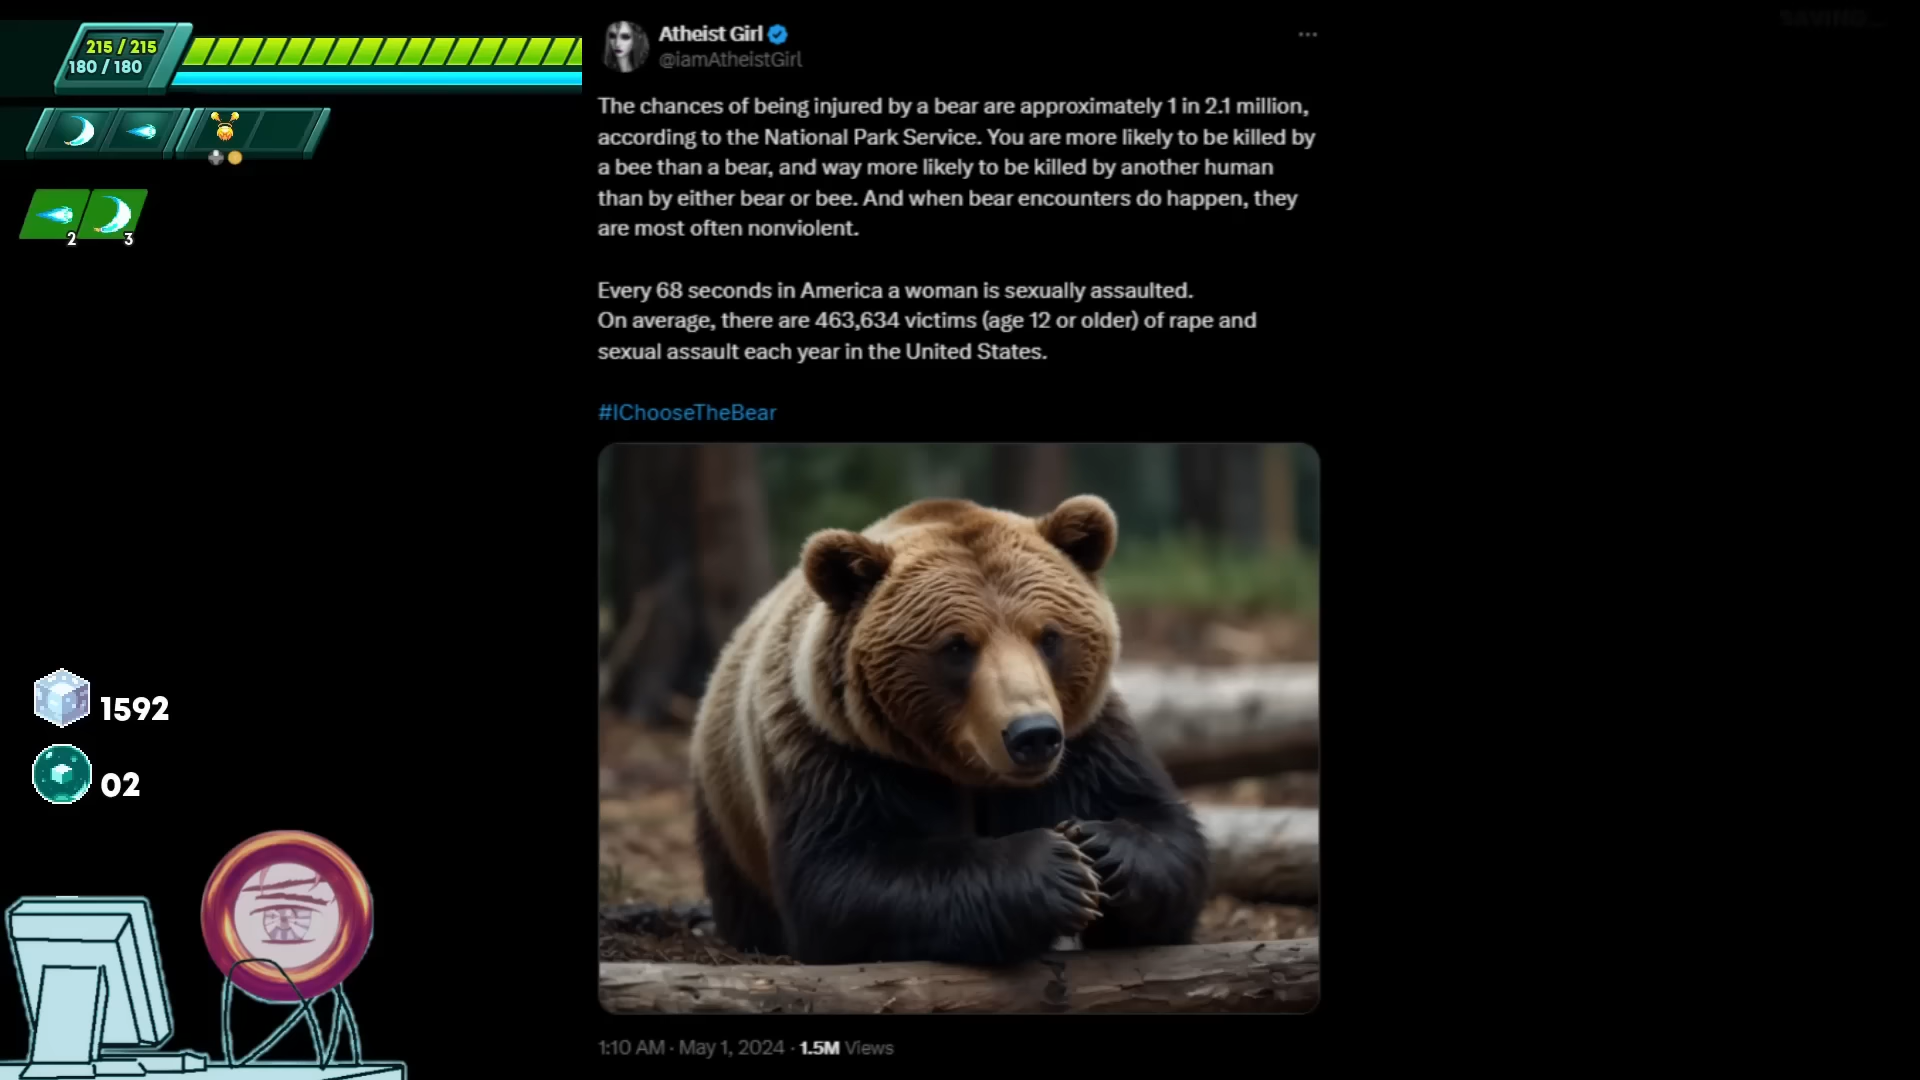 215 / 215
180 / 180
2
3
1592
02
Atheist Girl
@iamAtheistGirl
The chances of being injured by a bear are approximately 1 in 2.1 million,
according to the National Park Service. You are more likely to be killed by
a bee than a bear, and way more likely to be killed by another human
than by either bear or bee. And when bear encounters do happen, they
are most often nonviolent.
Every 68 seconds in America a woman is sexually assaulted.
On average, there are 463,634 victims (age 12 or older) of rape and
sexual assault each year in the United States.
#IChooseTheBear
1:10 AM · May 1, 2024 · 1.5M Views